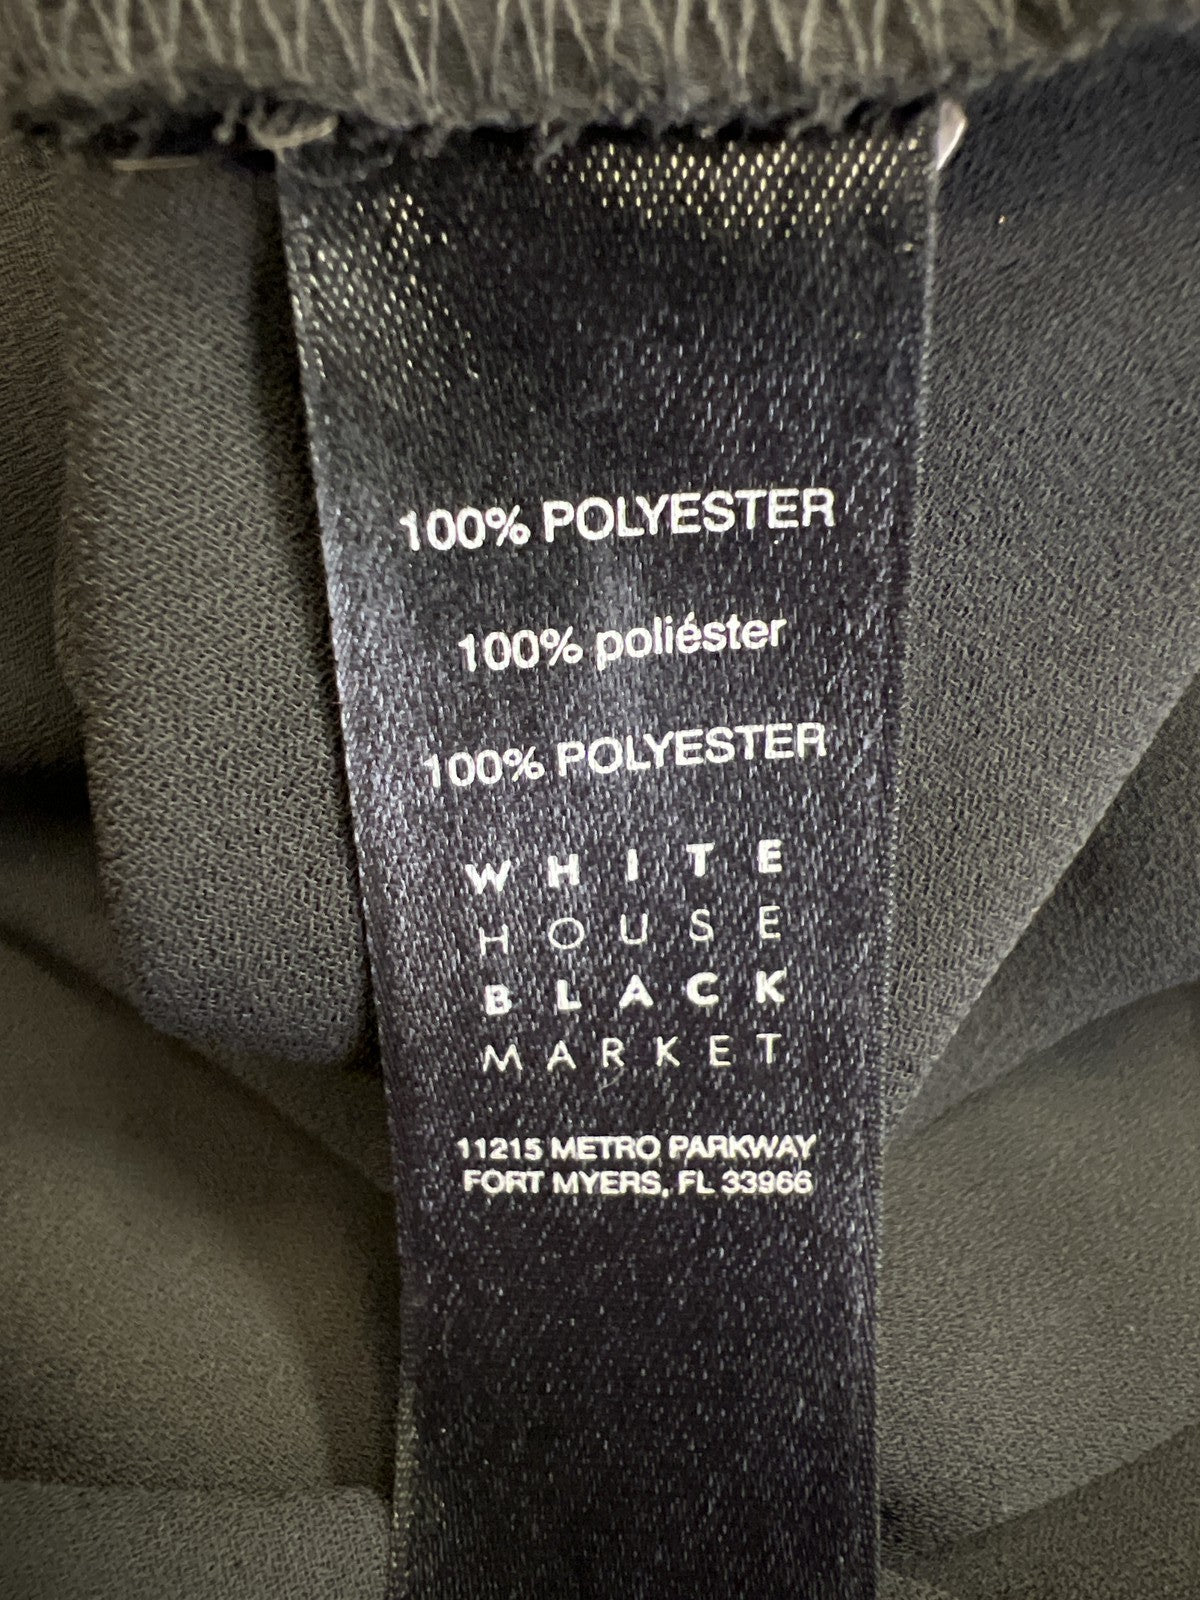 100% POLYESTER
100% poliéster
100% POLYESTER
WHITE
HOUSE
BLACK
MARKET
11215 METRO PARKWAY
FORT MYERS, FL 33966